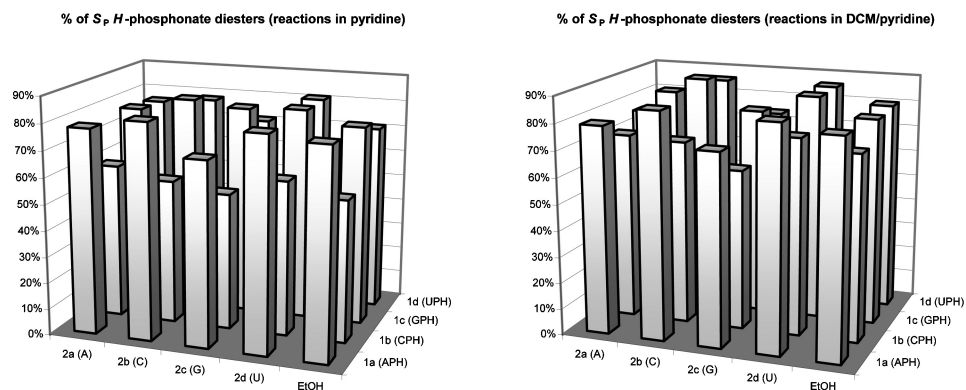 % of S P H-phosphonate diesters (reactions in pyridine)
90%
80%
70%
60%
50%
40%
30%
20%
10%
0%
2a (A)
2b (C)
2c (G)
2d (U)
EtOH
1a (APH)
1b (CPH)
1c (GPH)
1d (UPH)
% of S P H-phosphonate diesters (reactions in DCM/pyridine)
90%
80%
70%
60%
50%
40%
30%
20%
10%
0%
2a (A)
2b (C)
2c (G)
2d (U)
EtOH
1a (APH)
1b (CPH)
1c (GPH)
1d (UPH)